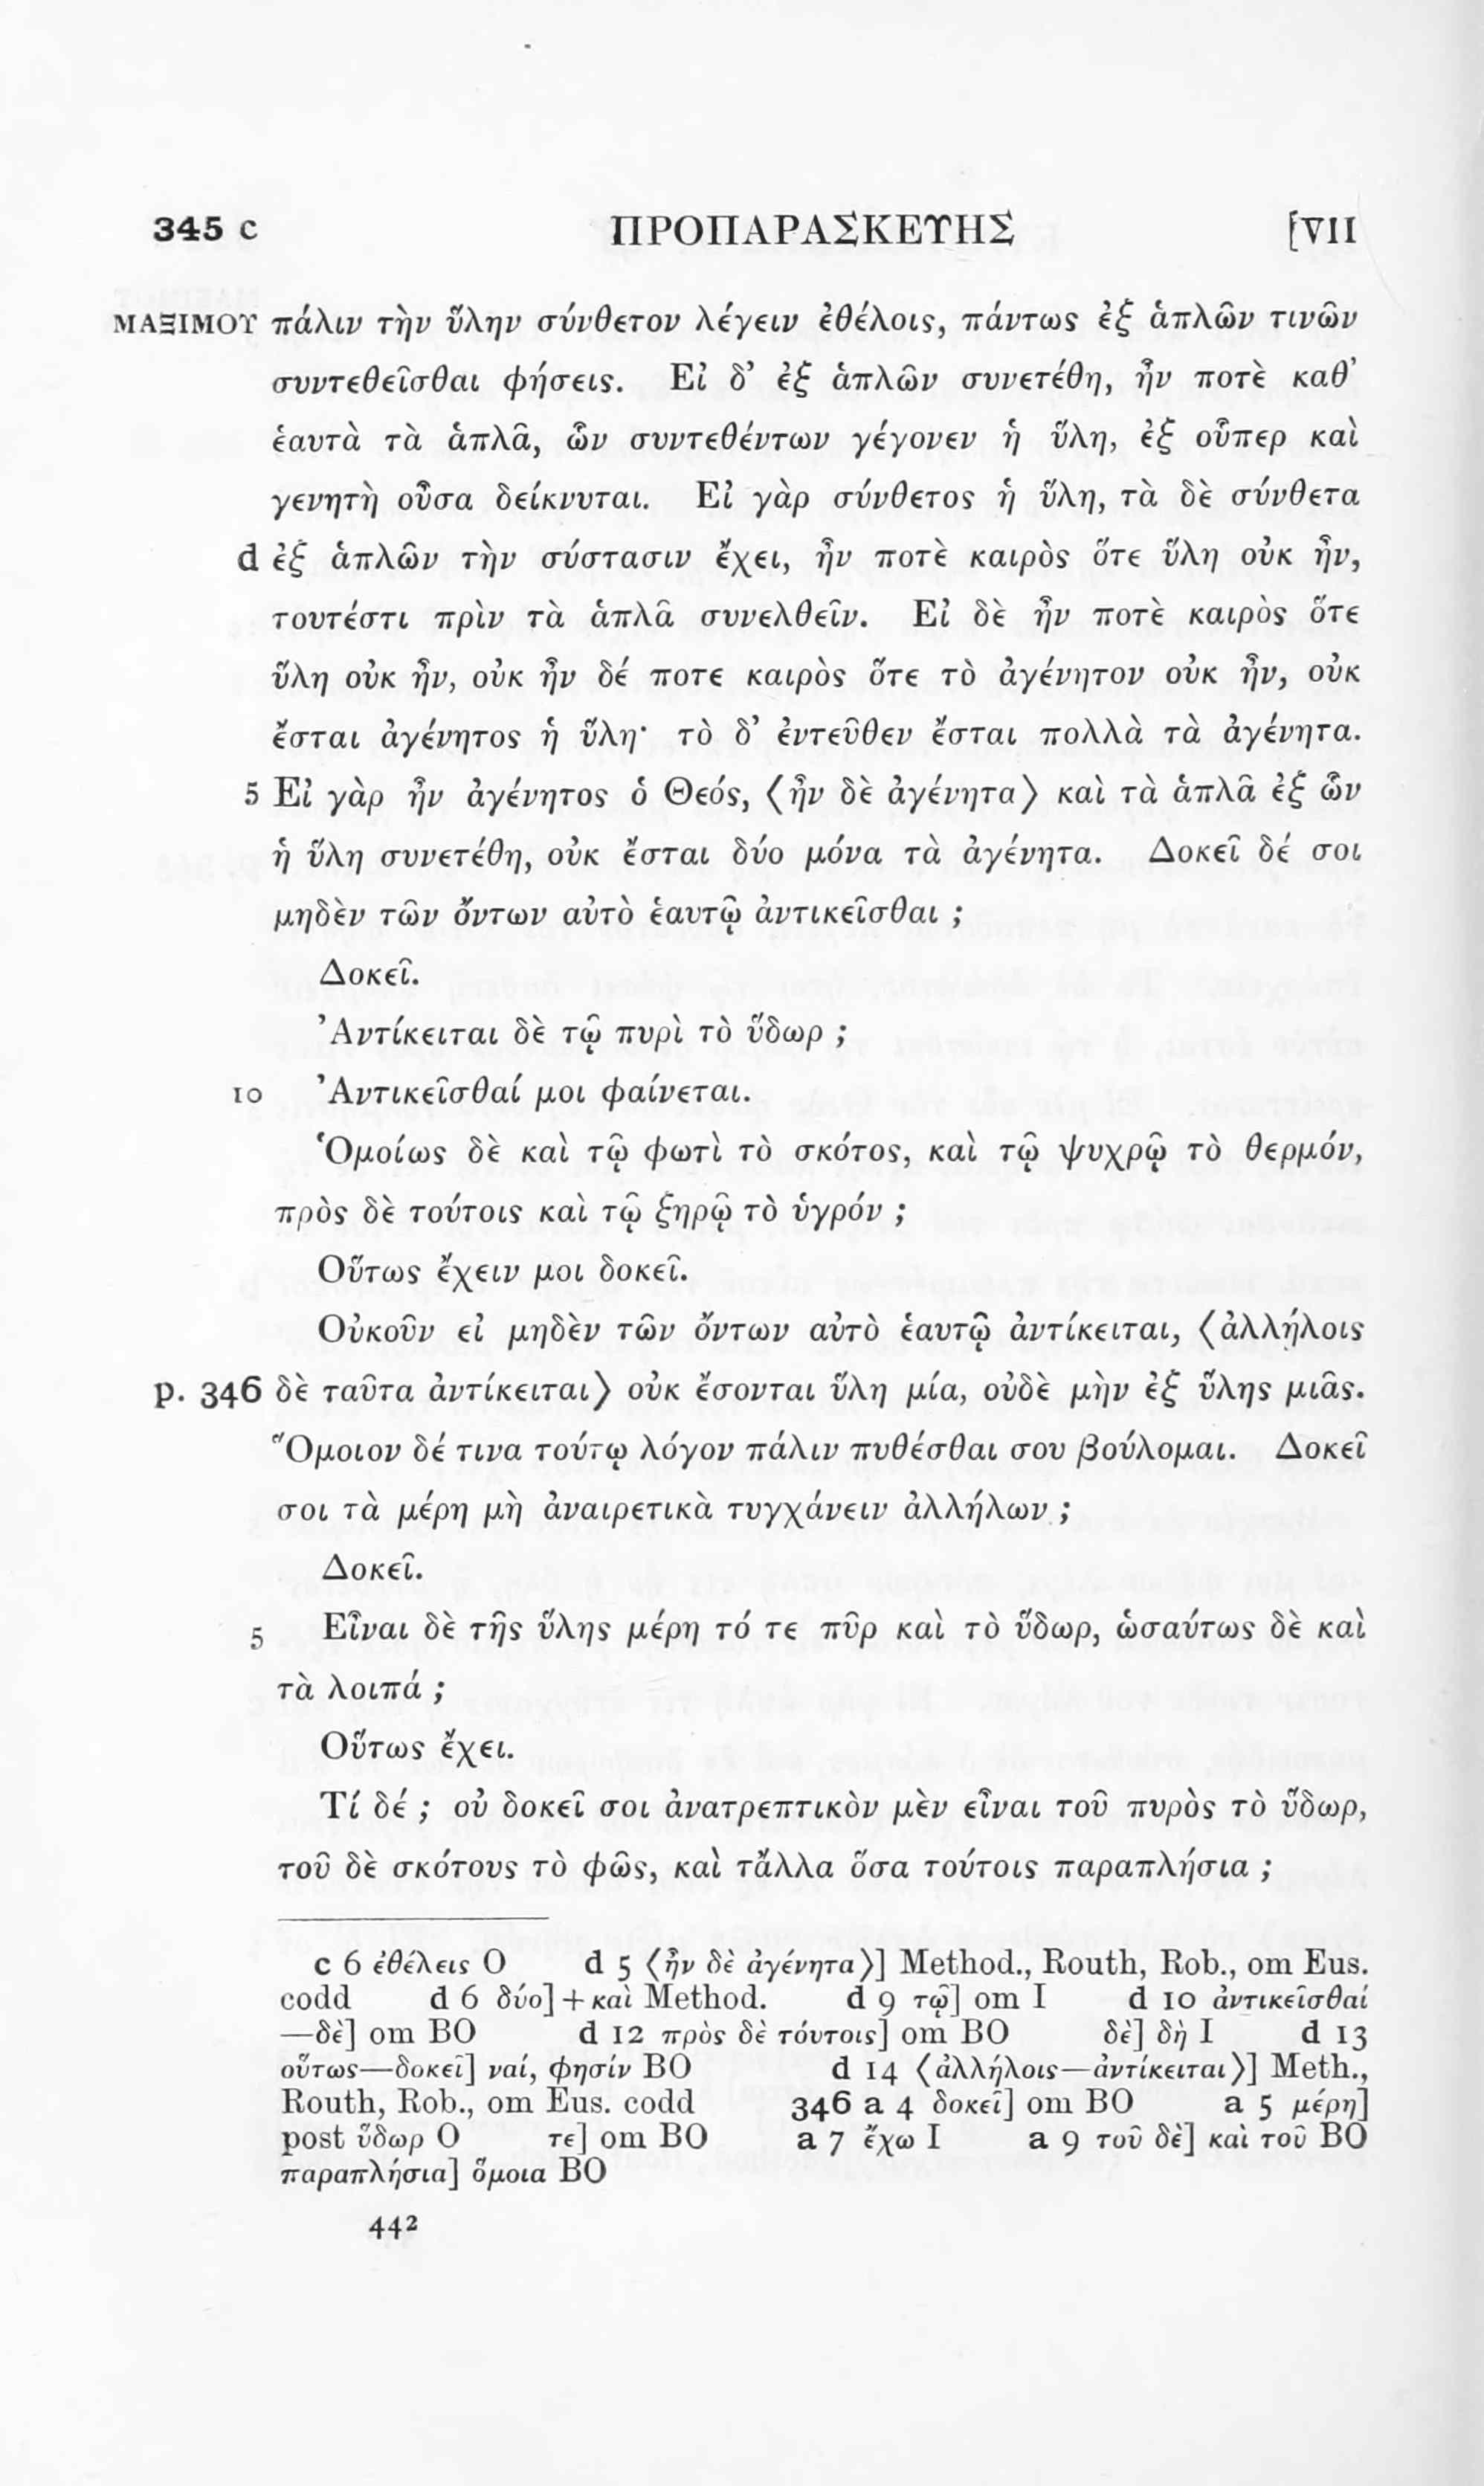 345 c ΠΡΟΠΑΡΑΣΚΕΥΗΣ [VII
ΜΑΞΙΜΟΥ πάλιν τὴν ὕλην σύνθετον λέγειν ἐθέλοις, πάντως ἐξ ἁπλῶν τινῶν
συντεθεῖσθαι φήσεις. Εἰ δ’ ἐξ ἁπλῶν συνετέθη, ἦν ποτὲ καθ’
ἑαυτὰ τὰ ἁπλᾶ, ὧν συντεθέντων γέγονεν ἡ ὕλη, ἐξ οὗπερ καὶ
γενητὴ οὖσα δείκνυται. Εἰ γὰρ σύνθετος ἡ ὕλη, τὰ δὲ σύνθετα
d ἐξ ἁπλῶν τὴν σύστασιν ἔχει, ἦν ποτὲ καιρὸς ὅτε ὕλη οὐκ ἦν,
τουτέστι πρὶν τὰ ἁπλᾶ συνελθεῖν. Εἰ δὲ ἦν ποτὲ καιρὸς ὅτε
ὕλη οὐκ ἦν, οὐκ ἦν δέ ποτε καιρὸς ὅτε τὸ ἀγένητον οὐκ ἦν, οὐκ
ἔσται ἀγένητος ἡ ὕλη· τὸ δ’ ἐντεῦθεν ἔσται πολλὰ τὰ ἀγένητα.
5 Εἰ γὰρ ἦν ἀγένητος ὁ Θεός, ⟨ἦν δὲ ἀγένητα⟩ καὶ τὰ ἁπλᾶ ἐξ ὧν
ἡ ὕλη συνετέθη, οὐκ ἔσται δύο μόνα τὰ ἀγένητα. Δοκεῖ δέ σοι
μηδὲν τῶν ὄντων αὐτὸ ἑαυτῷ ἀντικεῖσθαι ;
Δοκεῖ.
Ἀντίκειται δὲ τῷ πυρὶ τὸ ὕδωρ ;
10 Ἀντικεῖσθαί μοι φαίνεται.
Ὁμοίως δὲ καὶ τῷ φωτὶ τὸ σκότος, καὶ τῷ ψυχρῷ τὸ θερμόν,
πρὸς δὲ τούτοις καὶ τῷ ξηρῷ τὸ ὑγρόν ;
Οὕτως ἔχειν μοι δοκεῖ.
Οὐκοῦν εἰ μηδὲν τῶν ὄντων αὐτὸ ἑαυτῷ ἀντίκειται, ⟨ἀλλήλοις
p. 346 δὲ ταῦτα ἀντίκειται⟩ οὐκ ἔσονται ὕλη μία, οὐδὲ μὴν ἐξ ὕλης μιᾶς.
Ὅμοιον δέ τινα τούτῳ λόγον πάλιν πυθέσθαι σου βούλομαι. Δοκεῖ
σοι τὰ μέρη μὴ ἀναιρετικὰ τυγχάνειν ἀλλήλων ;
Δοκεῖ.
5 Εἶναι δὲ τῆς ὕλης μέρη τό τε πῦρ καὶ τὸ ὕδωρ, ὡσαύτως δὲ καὶ
τὰ λοιπά ;
Οὕτως ἔχει.
Τί δέ ; οὐ δοκεῖ σοι ἀνατρεπτικὸν μὲν εἶναι τοῦ πυρὸς τὸ ὕδωρ,
τοῦ δὲ σκότους τὸ φῶς, καὶ τἄλλα ὅσα τούτοις παραπλήσια ;
c 6 ἐθέλεις O d 5 ⟨ἦν δὲ ἀγένητα⟩] Method., Routh, Rob., om Eus.
codd d 6 δύο] + καὶ Method. d 9 τῷ] om I d 10 ἀντικεῖσθαί
—δὲ] om BO d 12 πρὸς δὲ τούτοις] om BO δὲ] δὴ I d 13
οὕτως—δοκεῖ] ναί, φησίν BO d 14 ⟨ἀλλήλοις—ἀντίκειται⟩] Meth.,
Routh, Rob., om Eus. codd 346 a 4 δοκεῖ] om BO a 5 μέρη]
post ὕδωρ O τε] om BO a 7 ἔχω I a 9 τοῦ δὲ] καὶ τοῦ BO
παραπλήσια] ὅμοια BO
442